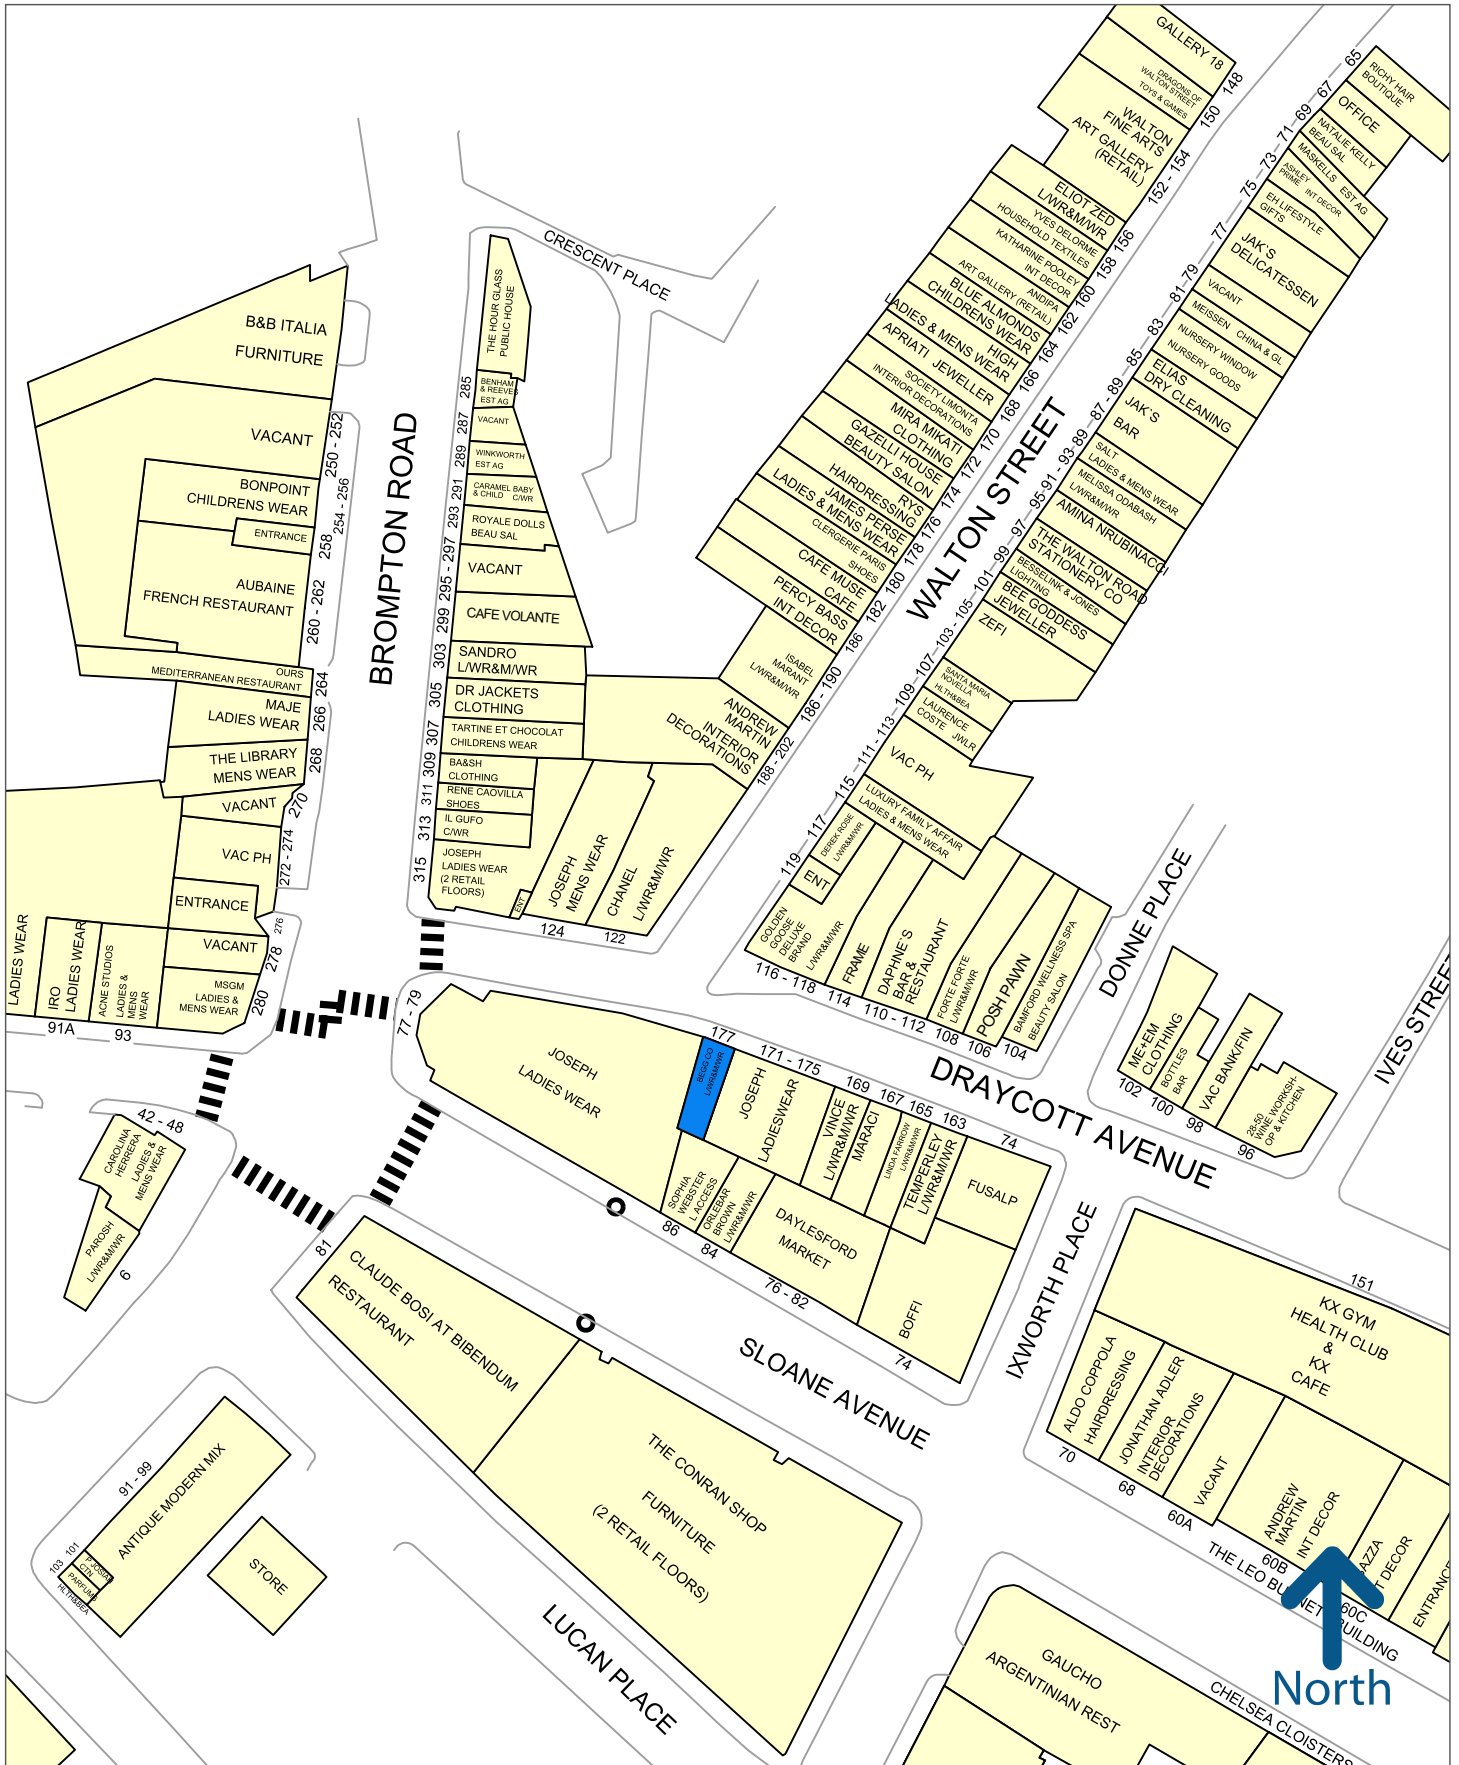 GALLERY 18
148
DRAGONS OF
WALTON STREET
TOYS & GAMES
150
WALTON
FINE ARTS
ART GALLERY
(RETAIL)
152 - 154
ELIOT ZED
L/WR&M/WR
156
YVES DELORME
HOUSEHOLD TEXTILES
158
KATHARINE POOLEY
INT DECOR
160
ANDIPA
ART GALLERY (RETAIL)
162
BLUE ALMONDS
CHILDRENS WEAR
164
HIGH
LADIES & MENS WEAR
166
APRIATI JEWELLER
168
SOCIETY LIMONTA
INTERIOR DECORATIONS
170
MIRA MIKATI
CLOTHING
172
GAZELLI HOUSE
BEAUTY SALON
174
RYS
HAIRDRESSING
176
JAMES PERSE
LADIES & MENS WEAR
178
CLERGERIE PARIS
SHOES
180
CAFE MUSE
CAFE
182
PERCY BASS
INT DECOR
186
ISABEL
MARANT
L/WR&M/WR
186 - 190
ANDREW
MARTIN
INTERIOR
DECORATIONS
188 - 202
WALTON STREET
65
RICHY HAIR
BOUTIQUE
67
OFFICE
69
NATALIE KELLY
BEAU SAL
71
MASKELLS EST AG
73
ASHLEY
PRIME INT DECOR
75
EH LIFESTYLE
GIFTS
77
JAK`S
DELICATESSEN
81-79
VACANT
MEISSEN CHINA & GL
83
NURSERY WINDOW
NURSERY GOODS
85
ELIAS
DRY CLEANING
87 - 89
JAK`S
BAR
93-89
SALT
LADIES & MENS WEAR
95-91
MELISSA ODABASH
L/WR&M/WR
97
AMINA NRUBINACCI
99
THE WALTON ROAD
STATIONERY CO
101
BESSELINK & JONES
LIGHTING
103 - 105
BEE GODDESS
JEWELLER
ZEFI
107
SANTA MARIA
NOVELLA
HLTH&BEA
109
LAURENCE
COSTE JWLR
111 - 113
VAC PH
115
LUXURY FAMILY AFFAIR
LADIES & MENS WEAR
117
DEREK ROSE
L/WR&M/WR
119
ENT
GOLDEN
GOOSE
DELUXE
BRAND
L/WR&M/WR
116 - 118
FRAME
114
DAPHNE`S
BAR &
RESTAURANT
110 - 112
FORTE FORTE
L/WR&M/WR
108
POSH PAWN
106
BAMFORD WELLNESS SPA
BEAUTY SALON
104
CRESCENT PLACE
BROMPTON ROAD
B&B ITALIA
FURNITURE
VACANT
250 - 252
BONPOINT
CHILDRENS WEAR
254 - 256
ENTRANCE
258
AUBAINE
FRENCH RESTAURANT
260 - 262
OURS
MEDITERRANEAN RESTAURANT
264
MAJE
LADIES WEAR
266
THE LIBRARY
MENS WEAR
268
VACANT
270
VAC PH
272 - 274
ENTRANCE
276
VACANT
278
MSGM
LADIES &
MENS WEAR
280
LADIES WEAR
IRO
LADIES WEAR
91A
ACNE STUDIOS
LADIES &
MENS
WEAR
93
THE HOUR GLASS
PUBLIC HOUSE
285
BENHAM
& REEVES
EST AG
287
VACANT
289
WINKWORTH
EST AG
291
CARAMEL BABY
& CHILD C/WR
293
ROYALE DOLLS
BEAU SAL
295 - 297
VACANT
299
CAFE VOLANTE
303
SANDRO
L/WR&M/WR
305
DR JACKETS
CLOTHING
307
TARTINE ET CHOCOLAT
CHILDRENS WEAR
309
BA&SH
CLOTHING
311
RENE CAOVILLA
SHOES
313
IL GUFO
C/WR
315
JOSEPH
LADIES WEAR
(2 RETAIL
FLOORS)
ENT
JOSEPH
MENS WEAR
124
CHANEL
L/WR&M/WR
122
DRAYCOTT AVENUE
DONNE PLACE
IVES STREET
ME+EM
CLOTHING
102
BOTTLES
BAR
100
VAC BANK/FIN
98
28-50
WINE WORKSH-
OP & KITCHEN
96
77 - 79
JOSEPH
LADIES WEAR
177
BEGG CO
L/WR&M/WR
171 - 175
JOSEPH
LADIESWEAR
169
VINCE
L/WR&M/WR
167
MARACI
165
LINDA FARROW
L/WR&M/WR
163
TEMPERLEY
L/WR&M/WR
74
FUSALP
SOPHIA
WEBSTER
L ACCESS
86
ORLEBAR
BROWN
L/WR&M/WR
84
DAYLESFORD
MARKET
76 - 82
BOFFI
74
IXWORTH PLACE
SLOANE AVENUE
42 - 48
CAROLINA
HERRERA
LADIES &
MENS WEAR
PAROSH
L/WR&M/WR
6
81
CLAUDE BOSI AT BIBENDUM
RESTAURANT
THE CONRAN SHOP
FURNITURE
(2 RETAIL FLOORS)
LUCAN PLACE
91 - 99
ANTIQUE MODERN MIX
101
CTN
103
PARFUMS
HLTH&BEA
STORE
151
KX GYM
HEALTH CLUB
&
KX
CAFE
ALDO COPPOLA
HAIRDRESSING
70
JONATHAN ADLER
INTERIOR
DECORATIONS
68
VACANT
60A
ANDREW
MARTIN
INT DECOR
60B
60C
DECOR
ENTRANCE
THE LEO BUILDING
North
GAUCHO
ARGENTINIAN REST
CHELSEA CLOISTERS